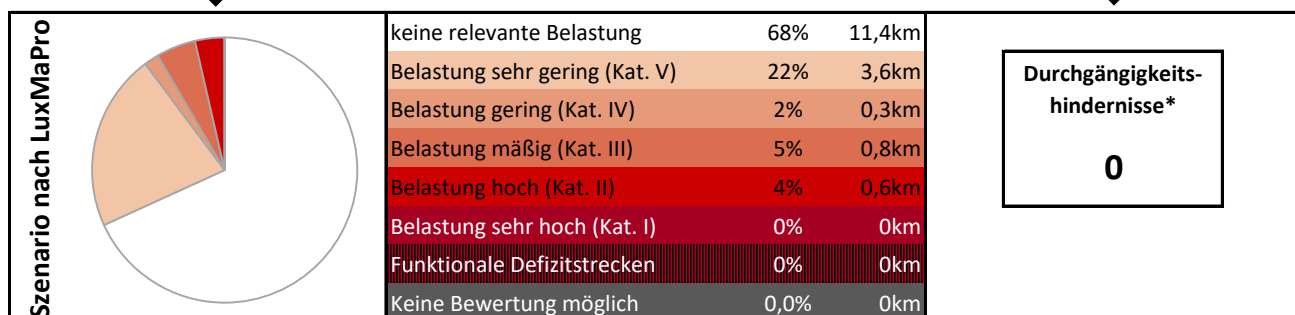 Szenario nach LuxMaPro
keine relevante Belastung 68% 11,4km
Belastung sehr gering (Kat. V) 22% 3,6km
Belastung gering (Kat. IV) 2% 0,3km
Belastung mäßig (Kat. III) 5% 0,8km
Belastung hoch (Kat. II) 4% 0,6km
Belastung sehr hoch (Kat. I) 0% 0km
Funktionale Defizitstrecken 0% 0km
Keine Bewertung möglich 0,0% 0km
Durchgängigkeits-
hindernisse*
0